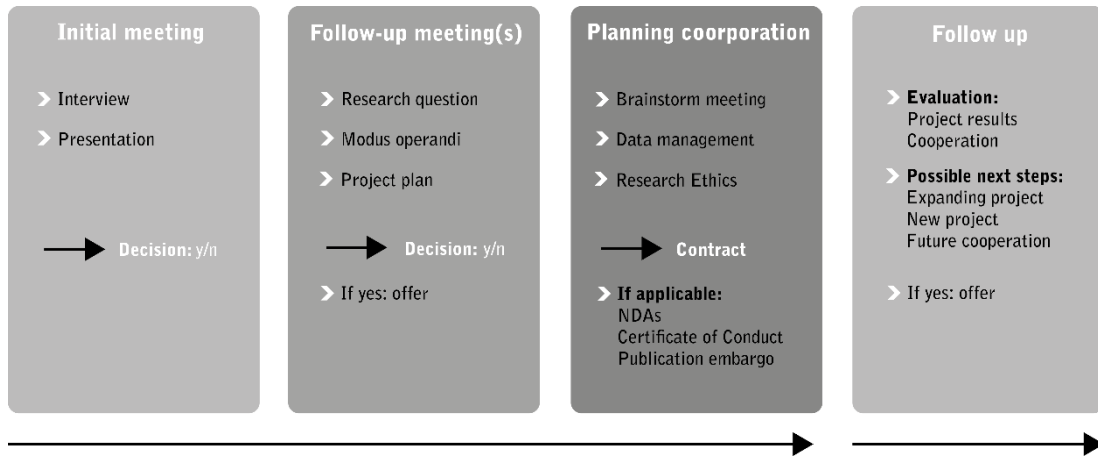 Initial meeting
Interview
Presentation
Decision: y/n
Follow-up meeting(s)
Research question
Modus operandi
Project plan
Decision: y/n
If yes: offer
Planning coorporation
Brainstorm meeting
Data management
Research Ethics
Contract
If applicable:
NDAs
Certificate of Conduct
Publication embargo
Follow up
Evaluation:
Project results
Cooperation
Possible next steps:
Expanding project
New project
Future cooperation
If yes: offer